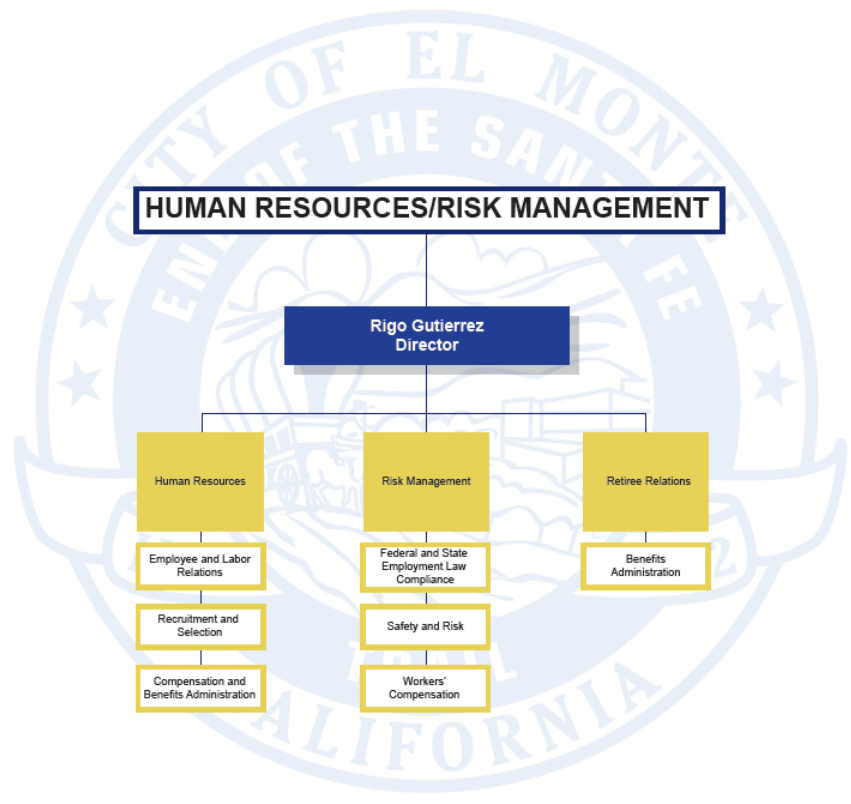 CITY OF EL MONTE
END OF THE SANTA FE
HUMAN RESOURCES/RISK MANAGEMENT
Rigo Gutierrez
Director
Human Resources
Risk Management
Retiree Relations
Employee and Labor
Relations
Federal and State
Employment Law
Compliance
Benefits
Administration
Recruitment and
Selection
Safety and Risk
Compensation and
Benefits Administration
Workers'
Compensation
TRAIL
CALIFORNIA